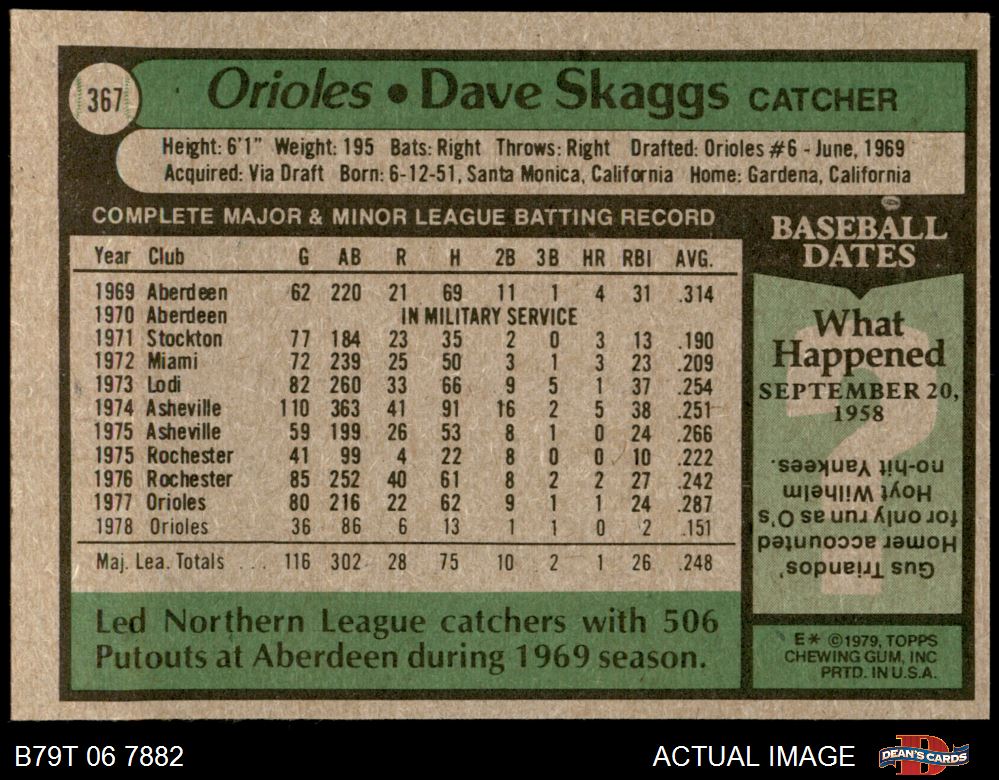 367
Orioles • Dave Skaggs CATCHER
Height: 6'1" Weight: 195 Bats: Right Throws: Right Drafted: Orioles #6 - June, 1969
Acquired: Via Draft Born: 6-12-51, Santa Monica, California Home: Gardena, California
COMPLETE MAJOR & MINOR LEAGUE BATTING RECORD
Year Club G AB R H 2B 3B HR RBI AVG.
1969 Aberdeen 62 220 21 69 11 1 4 31 .314
1970 Aberdeen IN MILITARY SERVICE
1971 Stockton 77 184 23 35 2 0 3 13 .190
1972 Miami 72 239 25 50 3 1 3 23 .209
1973 Lodi 82 260 33 66 9 5 1 37 .254
1974 Asheville 110 363 41 91 16 2 5 38 .251
1975 Asheville 59 199 26 53 8 1 0 24 .266
1975 Rochester 41 99 4 22 8 0 0 10 .222
1976 Rochester 85 252 40 61 8 2 2 27 .242
1977 Orioles 80 216 22 62 9 1 1 24 .287
1978 Orioles 36 86 6 13 1 1 0 2 .151
Maj. Lea. Totals ... 116 302 28 75 10 2 1 26 .248
Led Northern League catchers with 506
Putouts at Aberdeen during 1969 season.
BASEBALL
DATES
What
Happened
SEPTEMBER 20,
1958
?
Gus Triandos'
Homer accounted
for only run as O's
Hoyt Wilhelm
no-hit Yankees.
E* ©1979, TOPPS
CHEWING GUM, INC
PRTD. IN U.S.A.
B79T 06 7882
ACTUAL IMAGE
DEAN'S CARDS